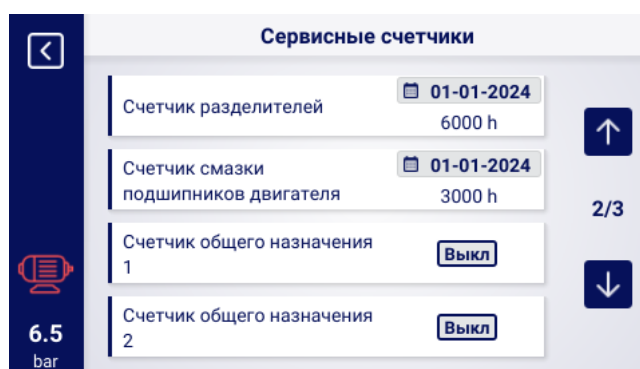 Сервисные счетчики
Счетчик разделителей
01-01-2024
6000 h
Счетчик смазки
подшипников двигателя
01-01-2024
3000 h
2/3
Счетчик общего назначения
1
Выкл
Счетчик общего назначения
2
Выкл
6.5
bar